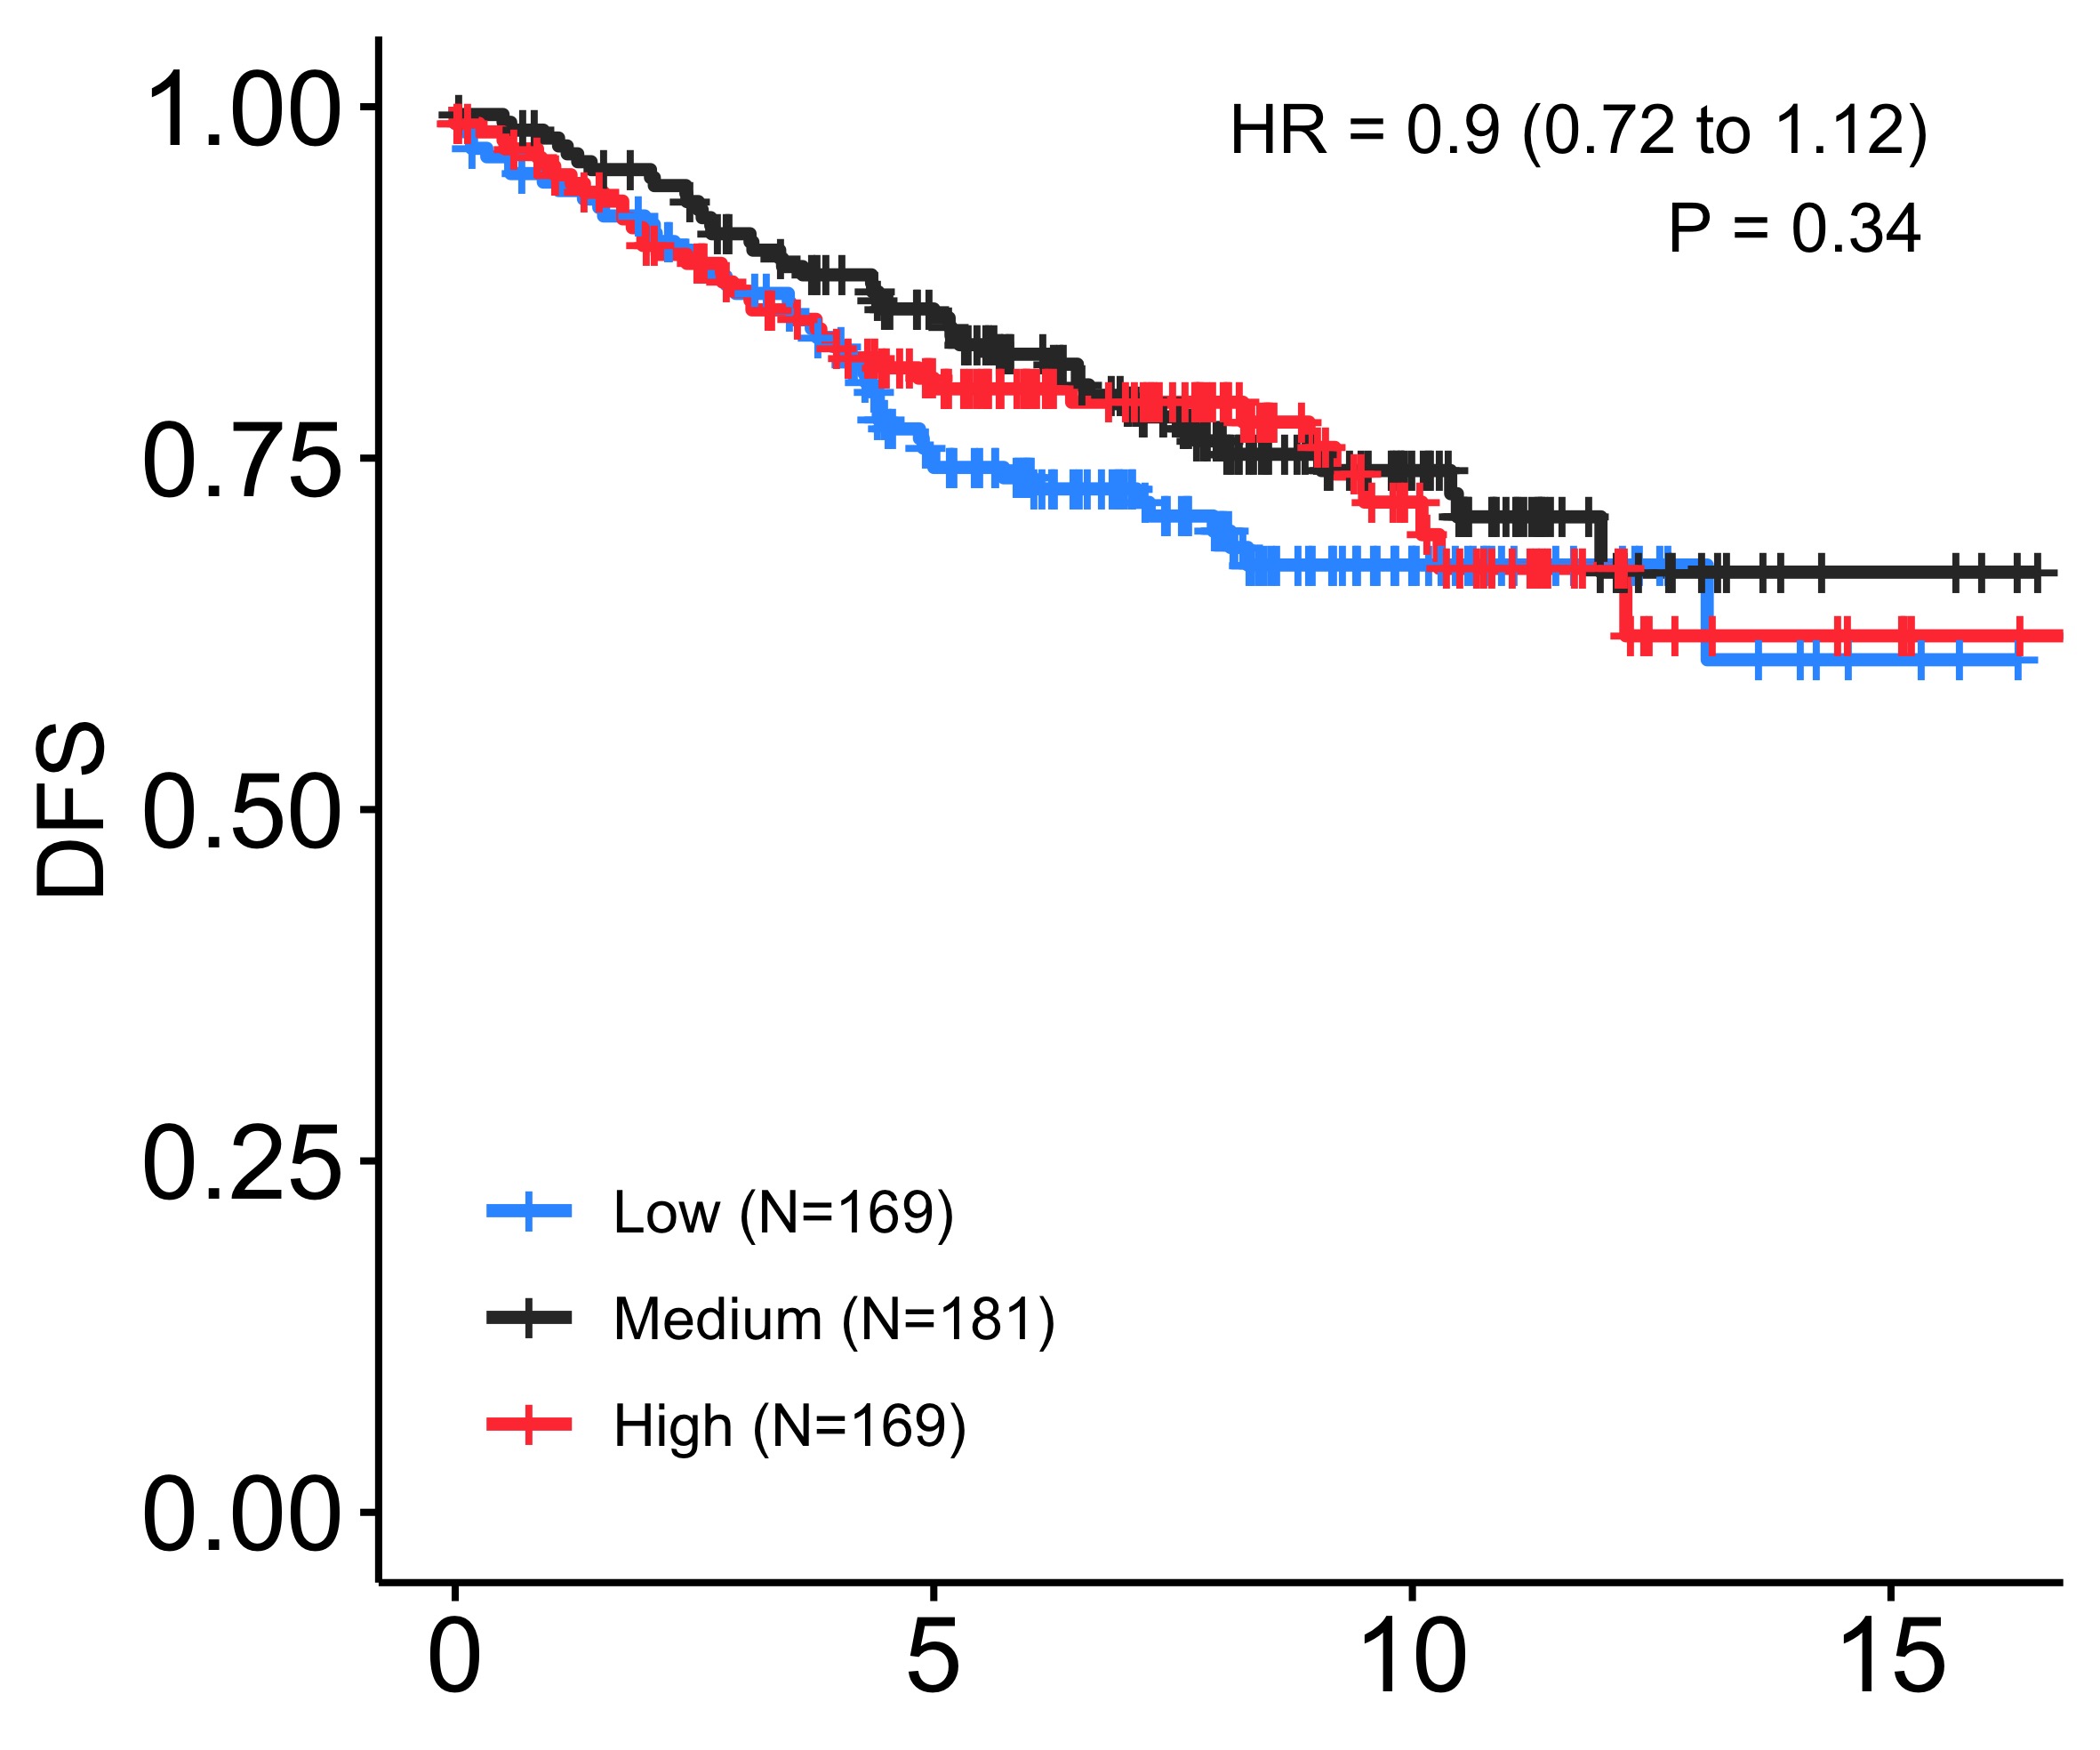 HR = 0.9 (0.72 to 1.12)
P = 0.34
DFS
1.00
0.75
0.50
0.25
0.00
Low (N=169)
Medium (N=181)
High (N=169)
0 5 10 15